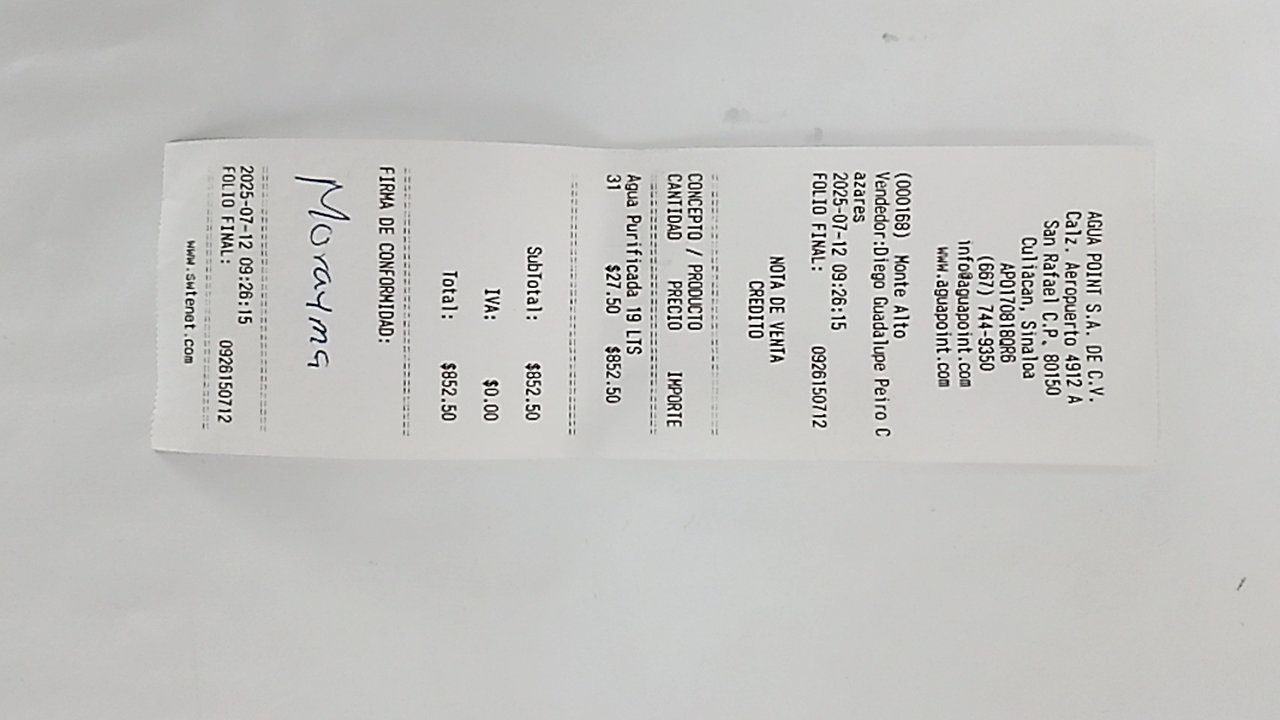 AGUA POINT S.A. DE C.V.
Calz. Aeropuerto 4912 A
San Rafael C.P. 80150
Culiacan, Sinaloa
APO1708180R6
(667) 744-9350
info@aguapoint.com
www.aguapoint.com
(000168) Monte Alto
Vendedor:Diego Guadalupe Peiro C
azares
2025-07-12 09:26:15
FOLIO FINAL: 0926150712
NOTA DE VENTA
CREDITO
CONCEPTO / PRODUCTO
CANTIDAD PRECIO IMPORTE
Agua Purificada 19 LTS
31 $27.50 $852.50
SubTotal: $852.50
IVA: $0.00
Total: $852.50
FIRMA DE CONFORMIDAD:
Morayma
2025-07-12 09:26:15
FOLIO FINAL: 0926150712
www.swtenet.com